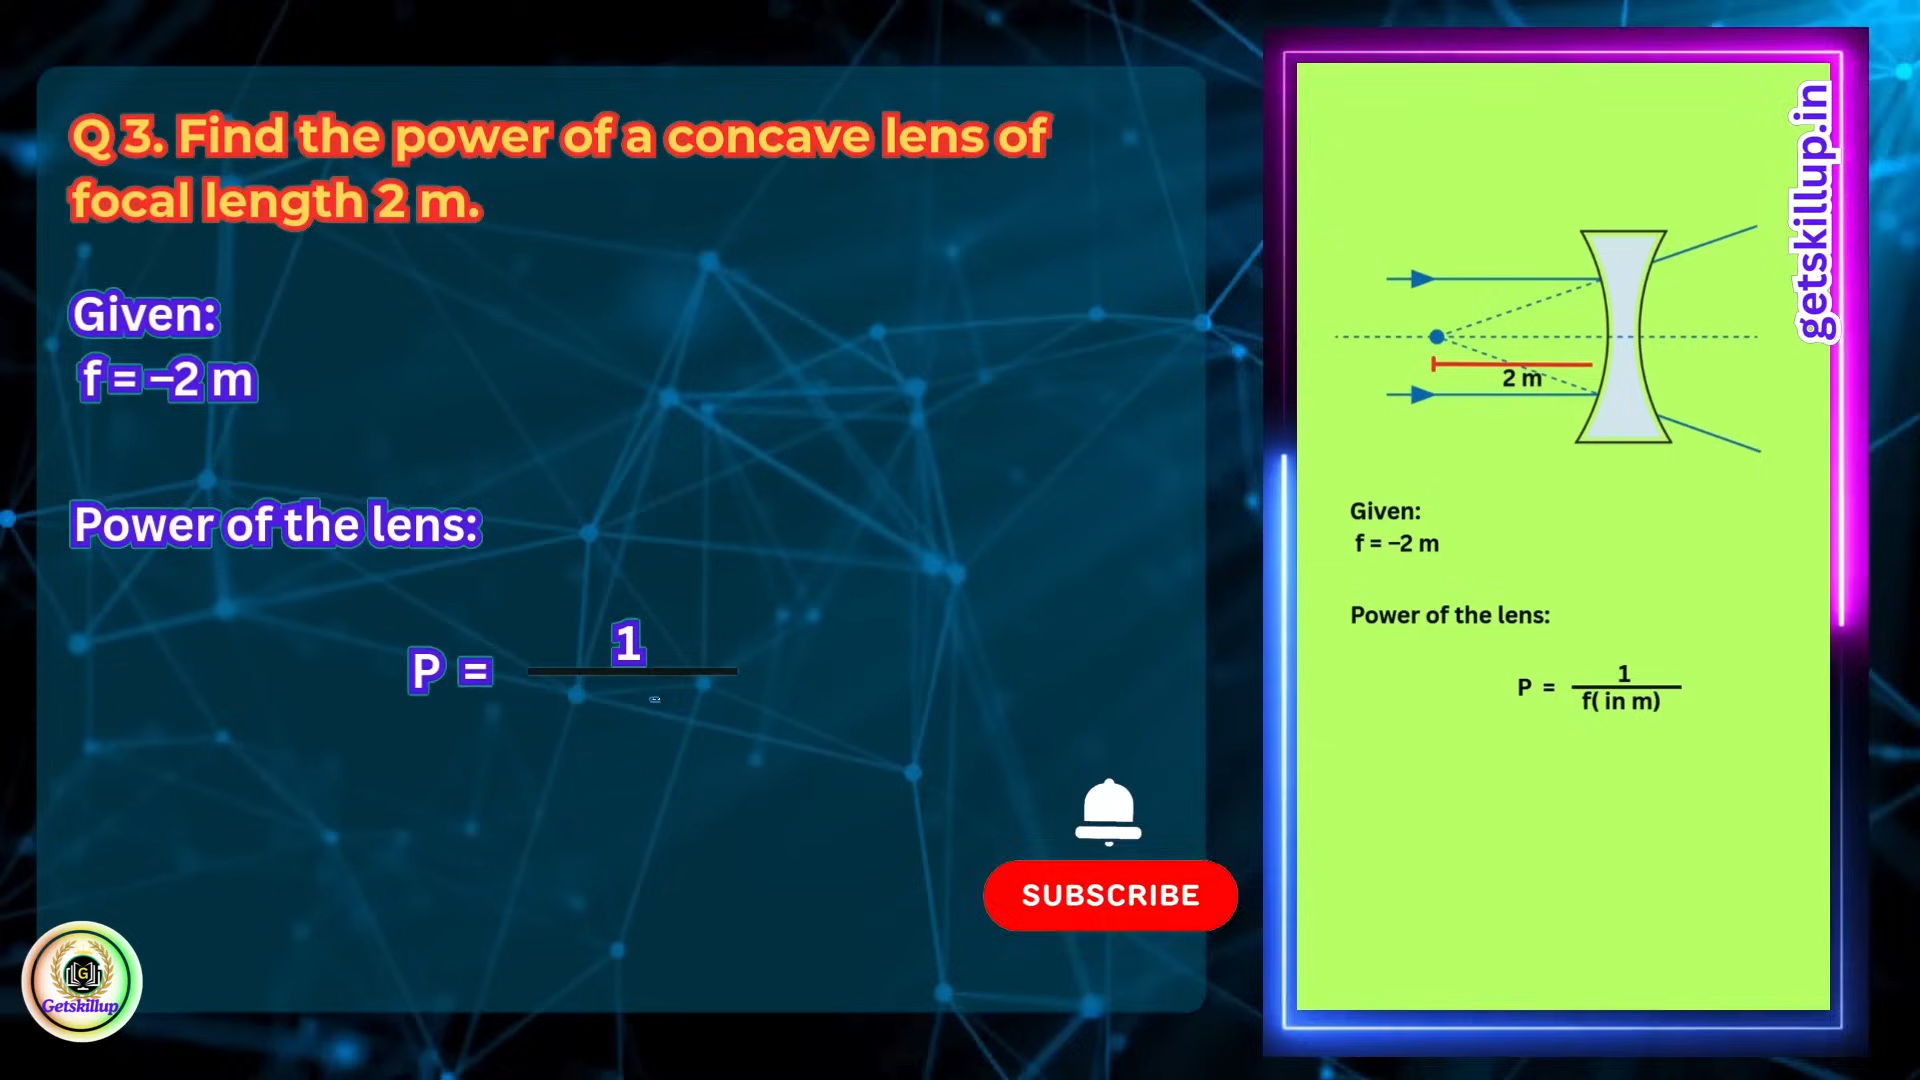 Q 3. Find the power of a concave lens of
focal length 2 m.
Given:
f = −2 m
Power of the lens:
P = 1
SUBSCRIBE
Getskillup
G
getskillup.in
2 m
Given:
f = −2 m
Power of the lens:
P = 1
f( in m)